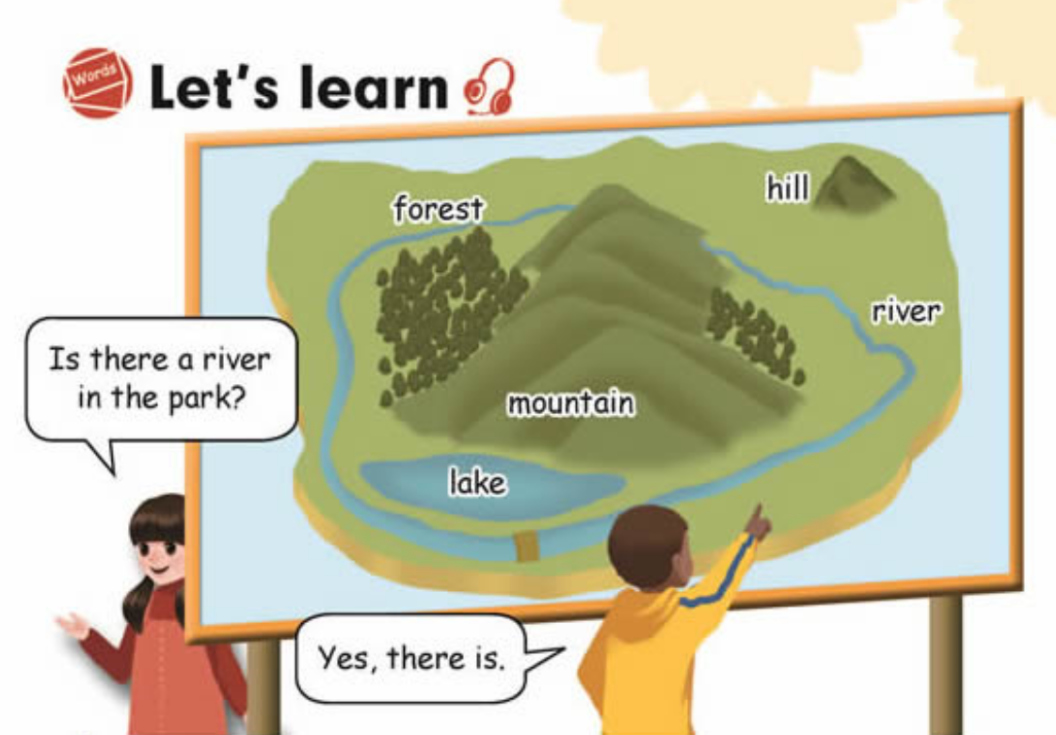 Words
Let's learn
forest
hill
river
Is there a river
in the park?
mountain
lake
Yes, there is.